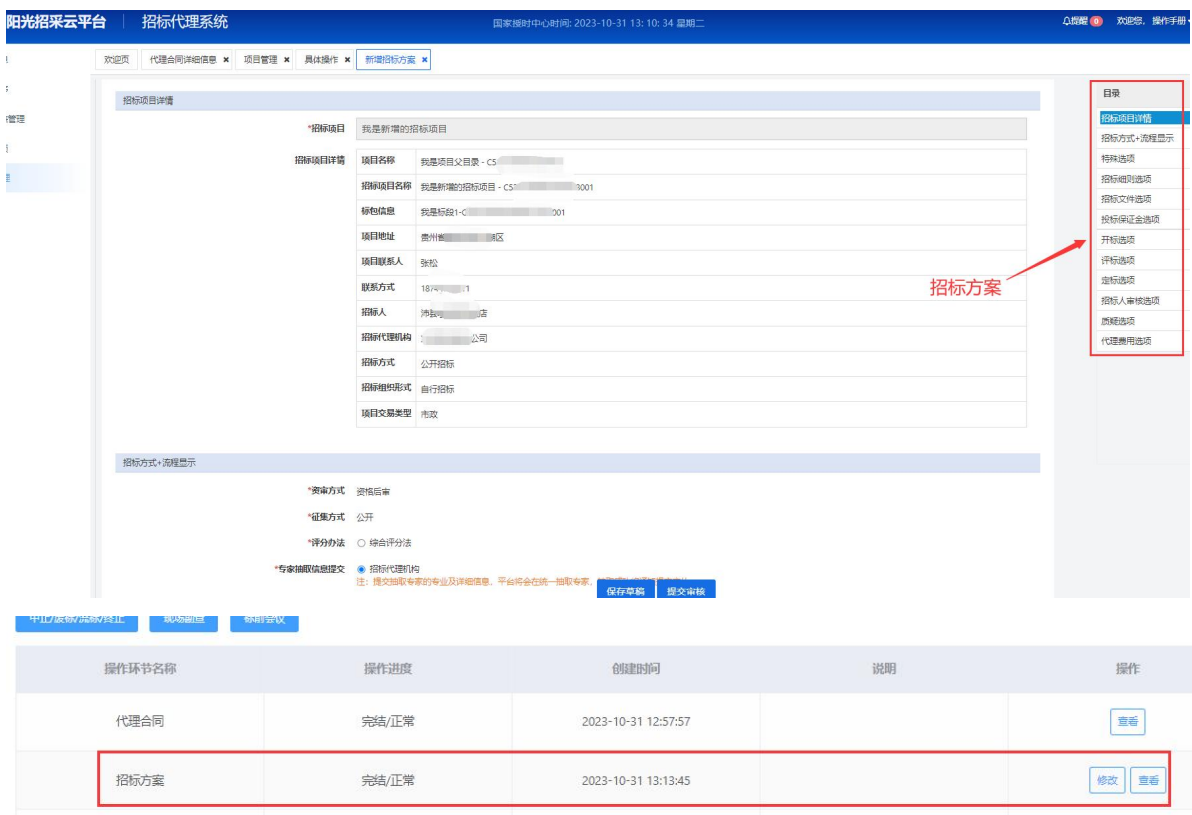 阳光招采云平台 招标代理系统 国家授时中心时间: 2023-10-31 13: 10: 34 星期二 提醒 0 欢迎您, 操作手册
欢迎页 代理合同详细信息 × 项目管理 × 具体操作 × 新增招标方案 ×
管理
招标项目详情
*招标项目 我是新增的招标项目
招标项目详情 项目名称 我是项目父目录 - C5
招标项目名称 我是新增的招标项目 - C5 001
标包信息 我是标段1-C 001
项目地址 贵州省 区
项目联系人 张松
联系方式 187 1
招标人 沛县 店
招标代理机构 公司
招标方式 公开招标
招标组织形式 自行招标
项目交易类型 市政
招标方式+流程显示
*资审方式 资格后审
*征集方式 公开
*评分办法 综合评分法
*专家抽取信息提交 招标代理机构
注: 提交抽取专家的专业及详细信息, 平台将会在统一抽取专家,
保存草稿 提交审核
目录
招标项目详情
招标方式+流程显示
特殊选项
招标细则选项
招标文件选项
投标保证金选项
开标选项
评标选项
定标选项
招标人审核选项
质疑选项
代理费用选项
招标方案
中止/废标/流标/终止 现场勘查 标前会议
操作环节名称 操作进度 创建时间 说明 操作
代理合同 完结/正常 2023-10-31 12:57:57 查看
招标方案 完结/正常 2023-10-31 13:13:45 修改 查看